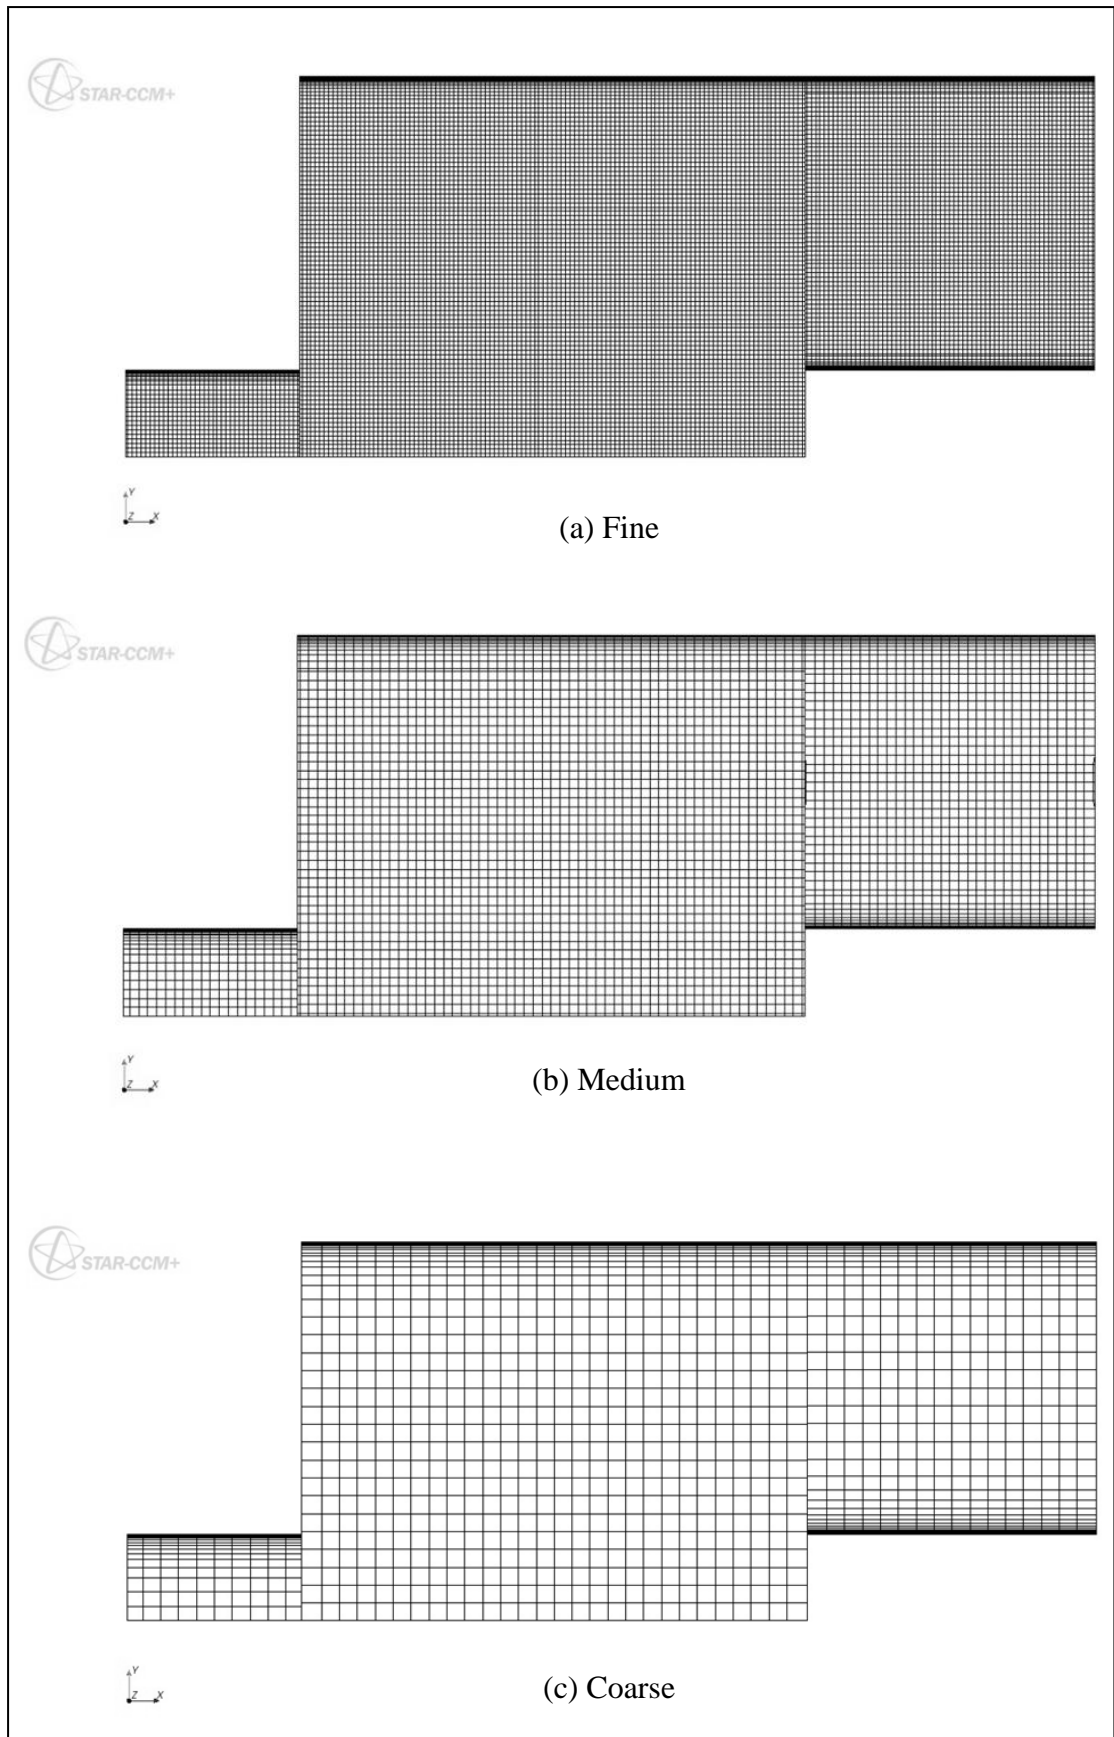 STAR-CCM+
Y
Z X
(a) Fine
STAR-CCM+
Y
Z X
(b) Medium
STAR-CCM+
Y
Z X
(c) Coarse